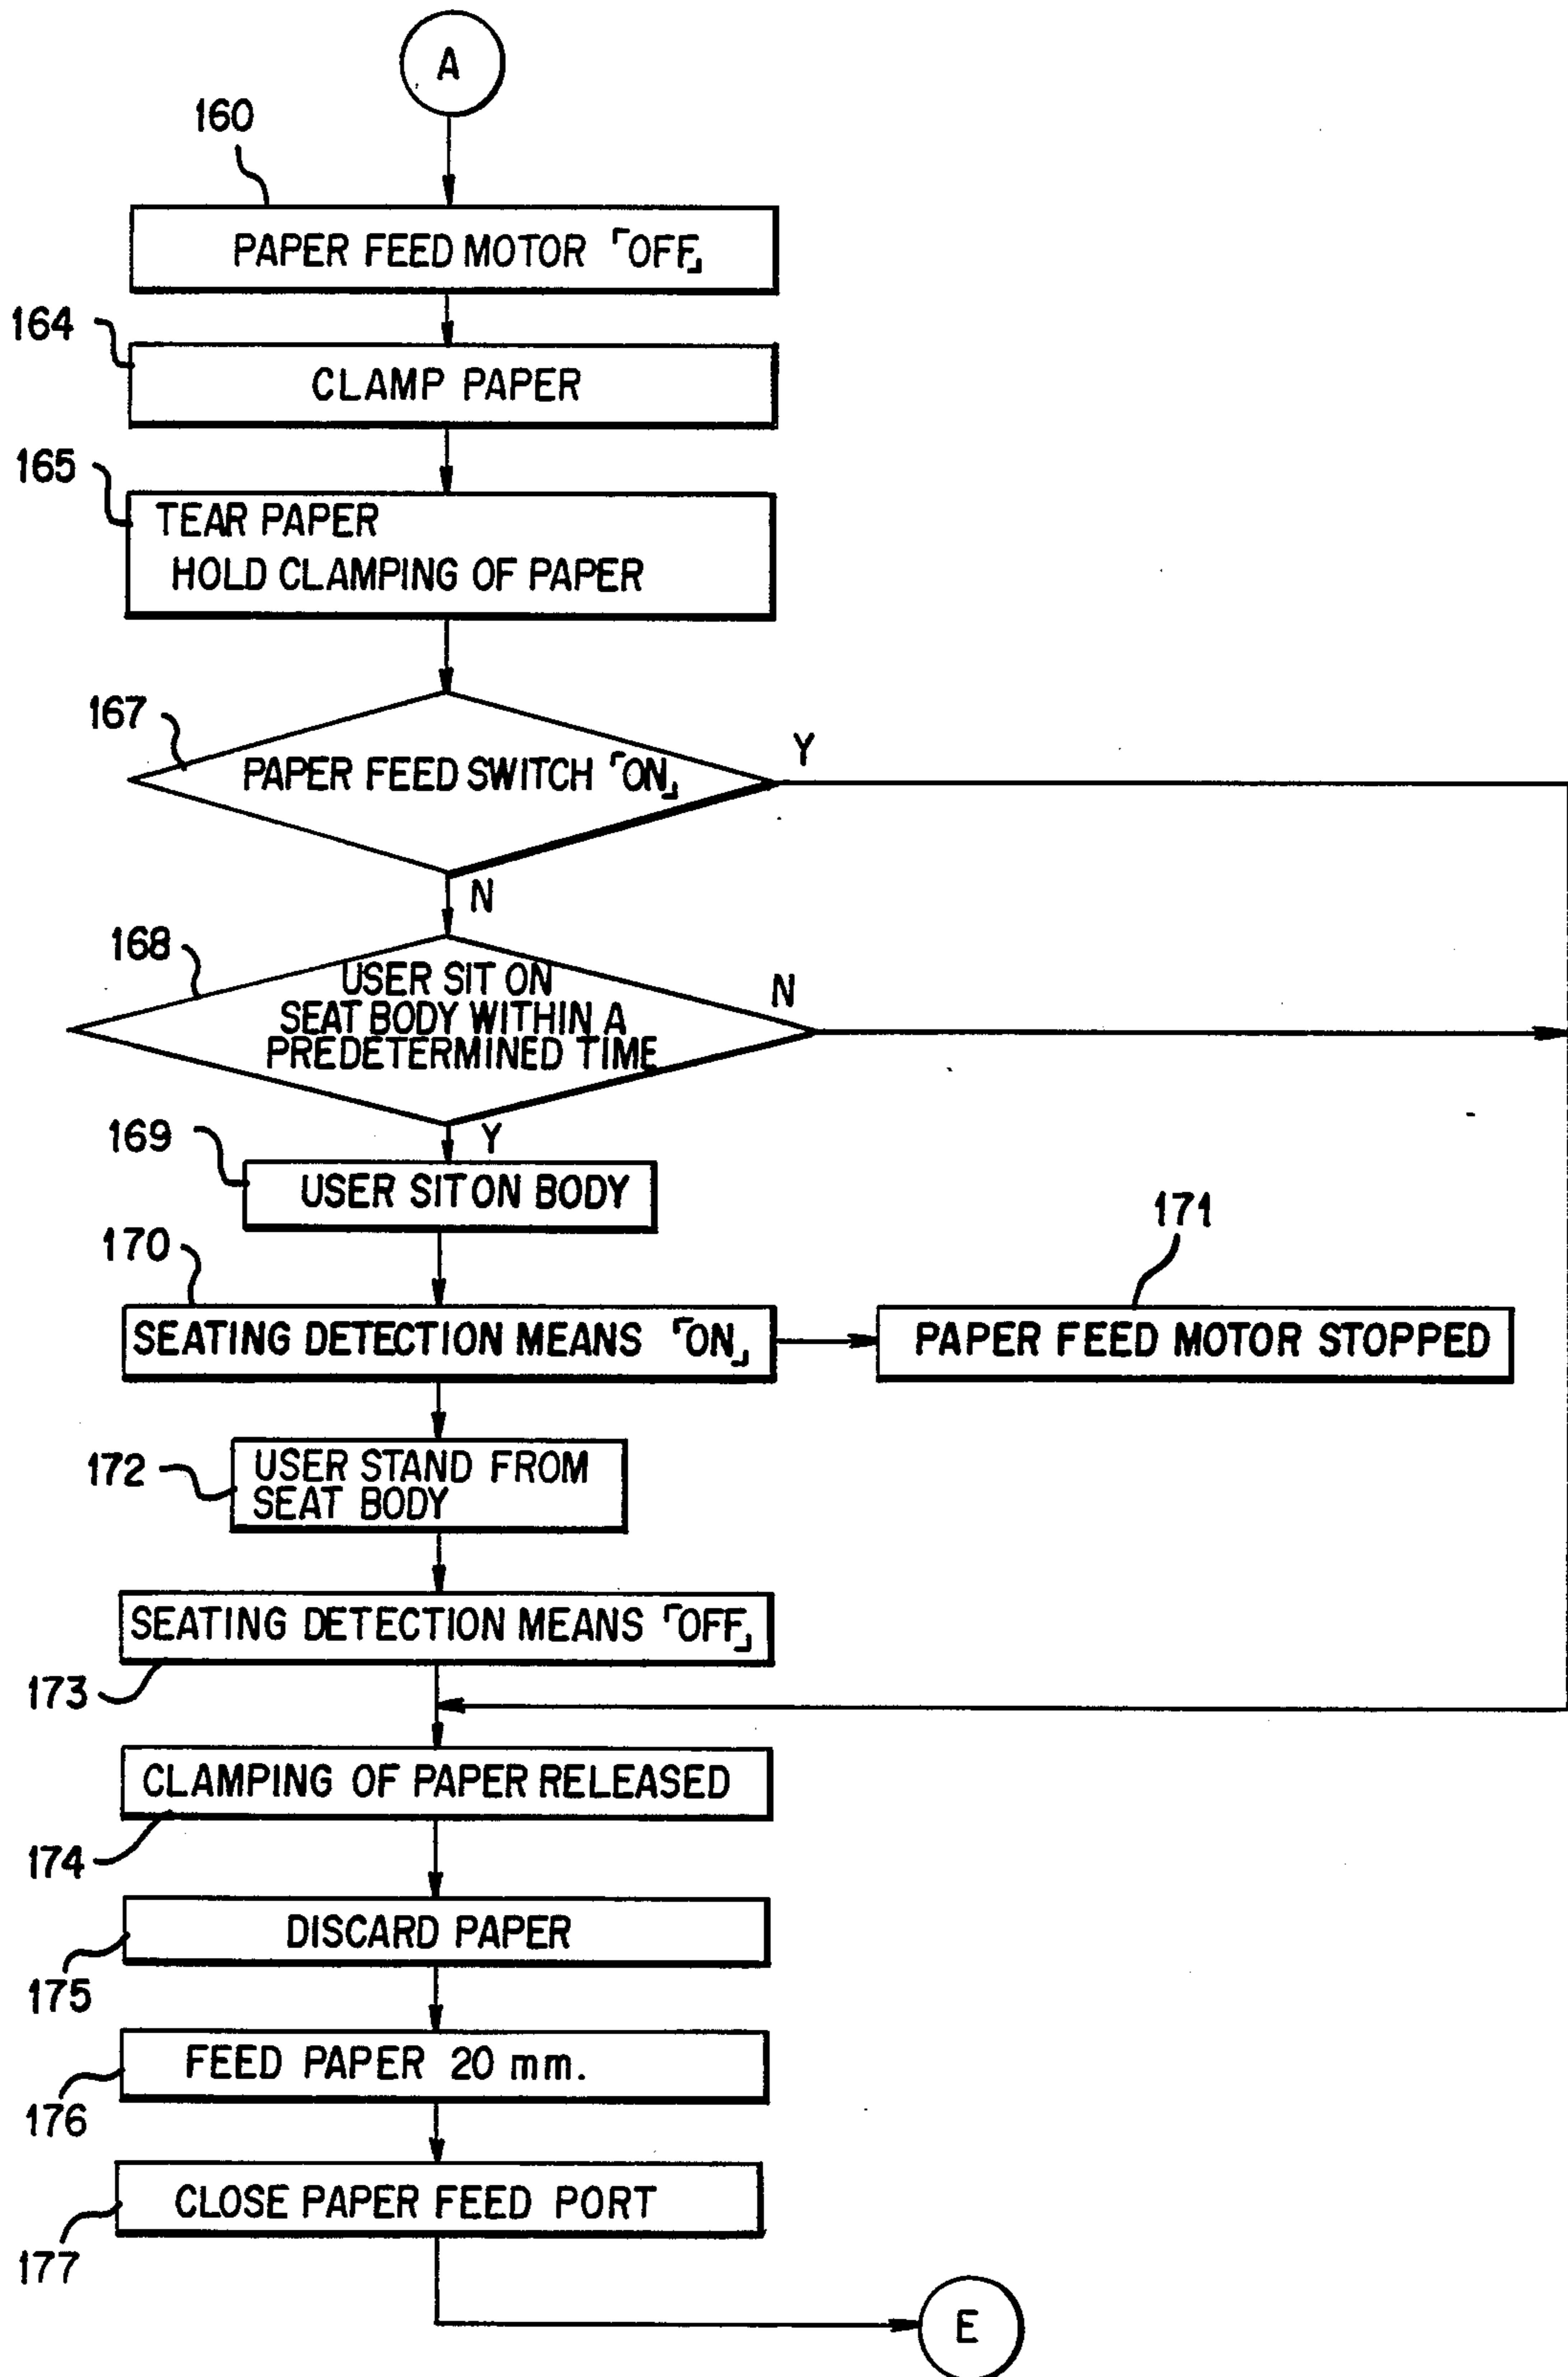 A
160
PAPER FEED MOTOR 「OFF」
164
CLAMP PAPER
165
TEAR PAPER
HOLD CLAMPING OF PAPER
167
PAPER FEED SWITCH 「ON」
Y
N
168
USER SIT ON
SEAT BODY WITHIN A
PREDETERMINED TIME
N
Y
169
USER SIT ON BODY
170
SEATING DETECTION MEANS 「ON」
171
PAPER FEED MOTOR STOPPED
172
USER STAND FROM
SEAT BODY
SEATING DETECTION MEANS 「OFF」
173
CLAMPING OF PAPER RELEASED
174
DISCARD PAPER
175
FEED PAPER 20 mm.
176
CLOSE PAPER FEED PORT
177
E